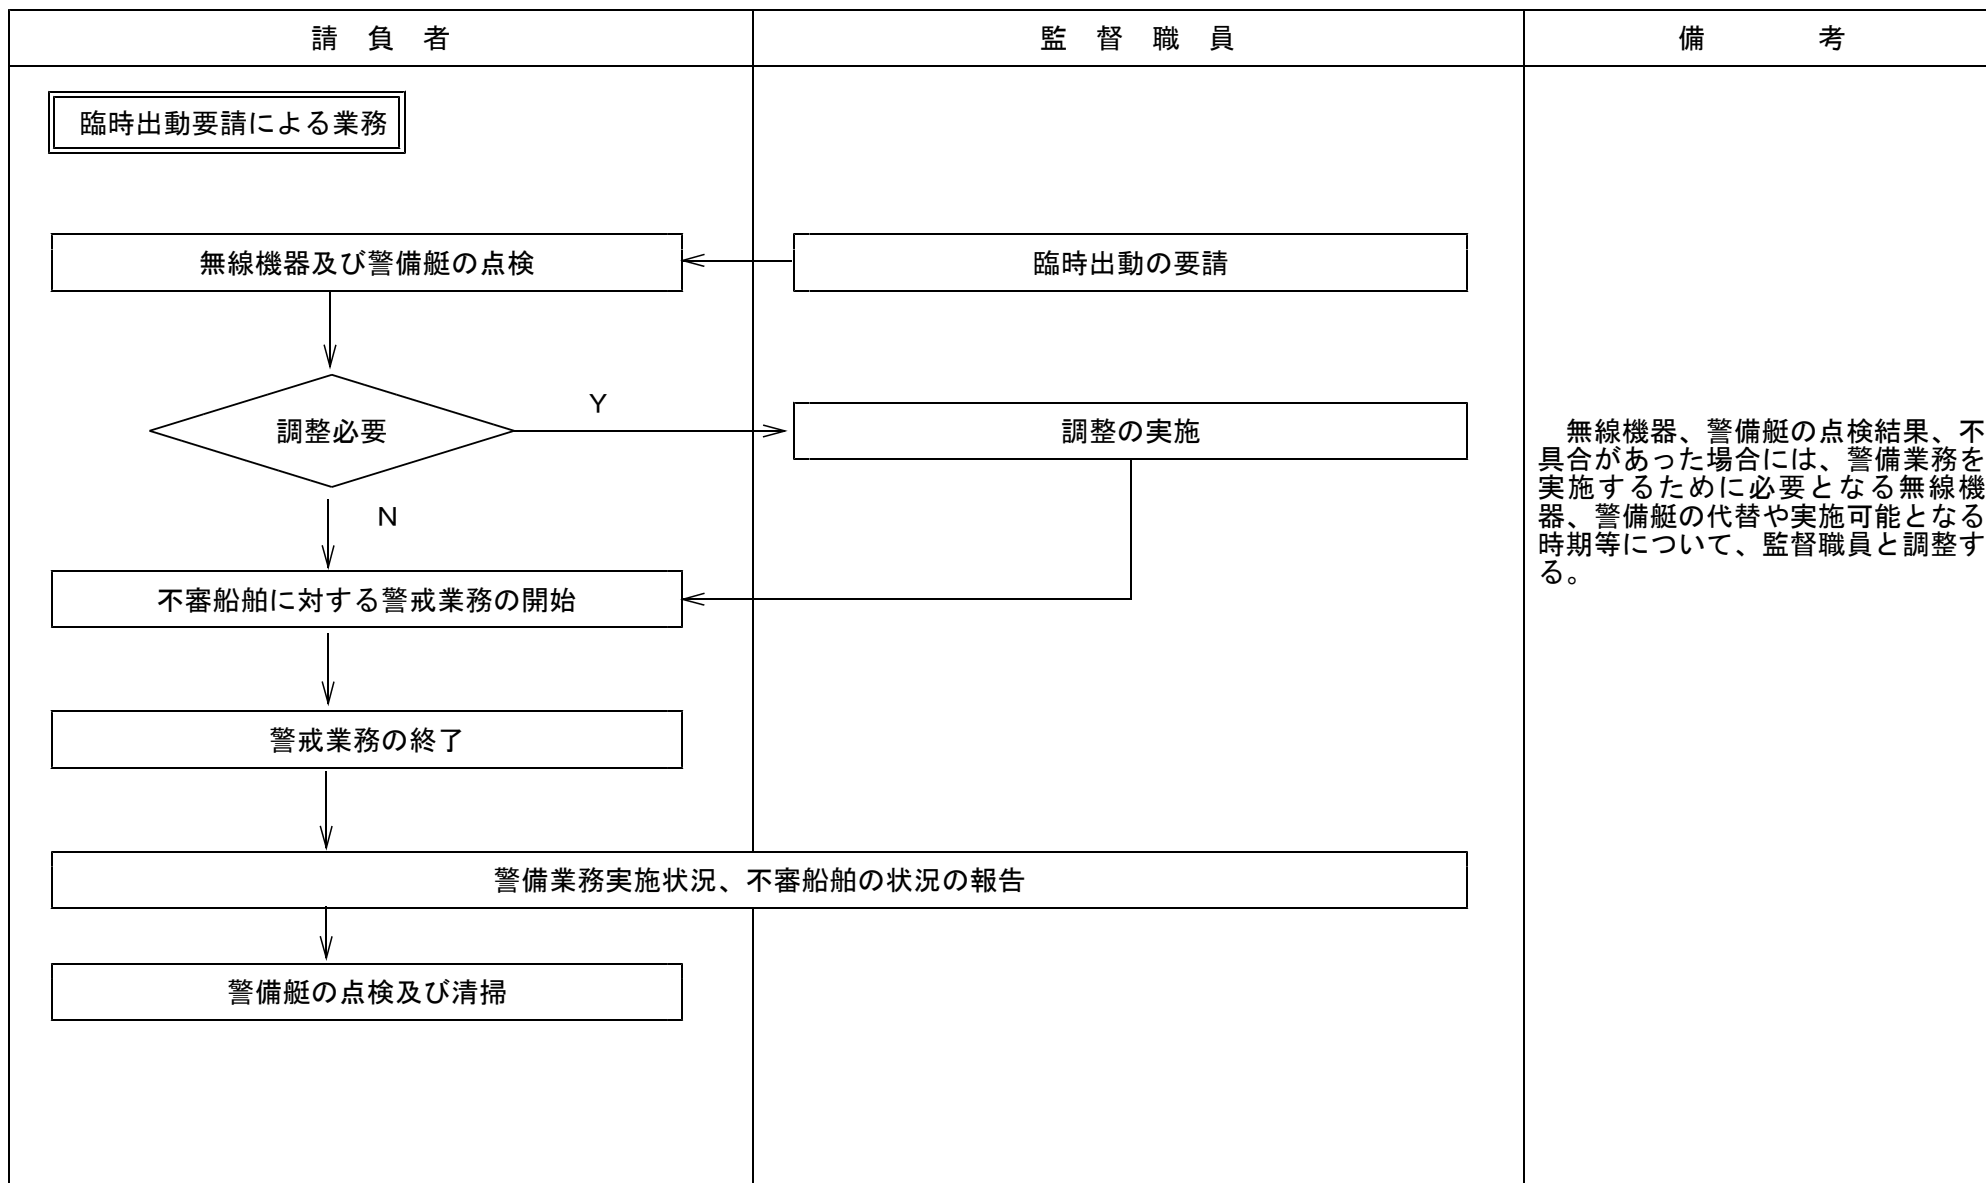 請　負　者
監　督　職　員
備　　　考
臨時出動要請による業務
無線機器及び警備艇の点検
臨時出動の要請
調整必要
Y
調整の実施
N
　無線機器、警備艇の点検結果、不
具合があった場合には、警備業務を
実施するために必要となる無線機
器、警備艇の代替や実施可能となる
時期等について、監督職員と調整す
る。
不審船舶に対する警戒業務の開始
警戒業務の終了
警備業務実施状況、不審船舶の状況の報告
警備艇の点検及び清掃